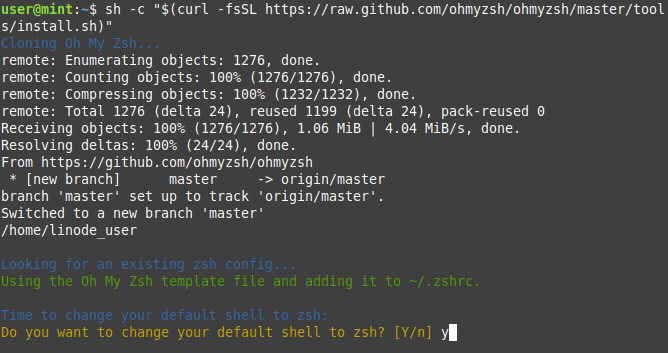 user@mint:~$ sh -c "$(curl -fsSL https://raw.github.com/ohmyzsh/ohmyzsh/master/tool
s/install.sh)"
Cloning Oh My Zsh...
remote: Enumerating objects: 1276, done.
remote: Counting objects: 100% (1276/1276), done.
remote: Compressing objects: 100% (1232/1232), done.
remote: Total 1276 (delta 24), reused 1199 (delta 24), pack-reused 0
Receiving objects: 100% (1276/1276), 1.06 MiB | 4.04 MiB/s, done.
Resolving deltas: 100% (24/24), done.
From https://github.com/ohmyzsh/ohmyzsh
 * [new branch]      master     -> origin/master
branch 'master' set up to track 'origin/master'.
Switched to a new branch 'master'
/home/linode_user
Looking for an existing zsh config...
Using the Oh My Zsh template file and adding it to ~/.zshrc.
Time to change your default shell to zsh:
Do you want to change your default shell to zsh? [Y/n] y